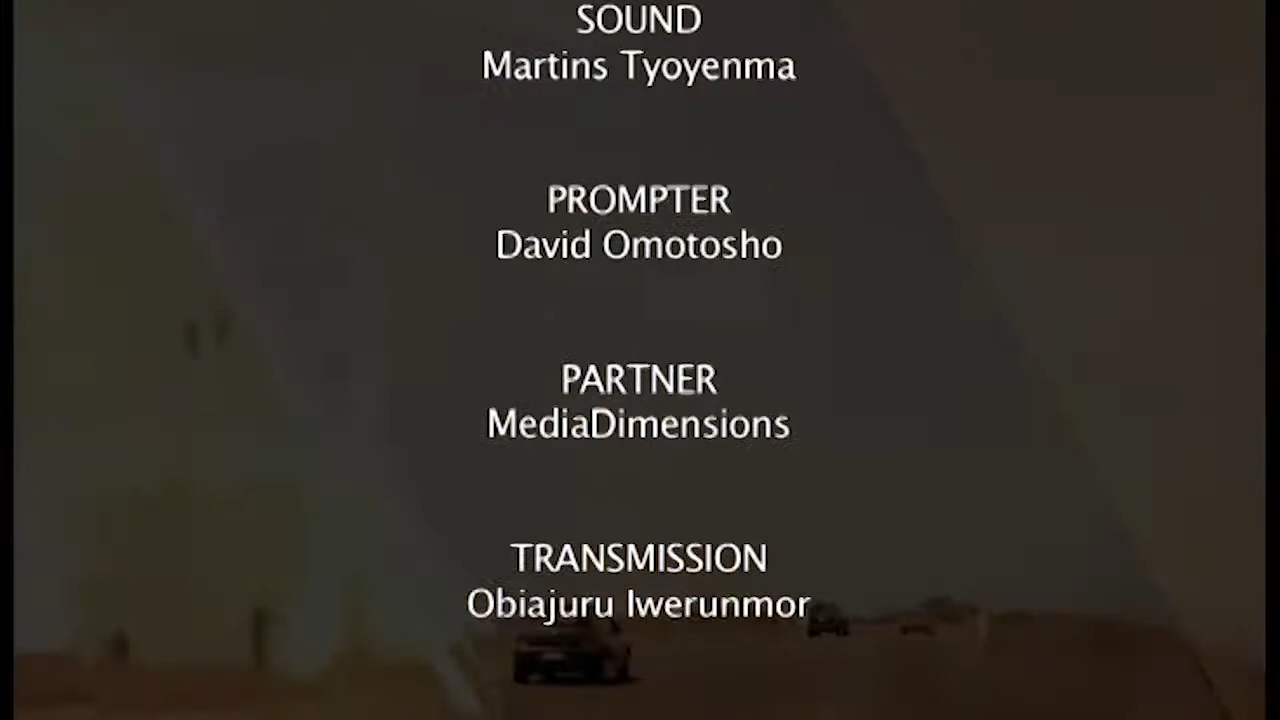 SOUND
Martins Tyoyenma
PROMPTER
David Omotosho
PARTNER
MediaDimensions
TRANSMISSION
Obiajuru Iwerunmor